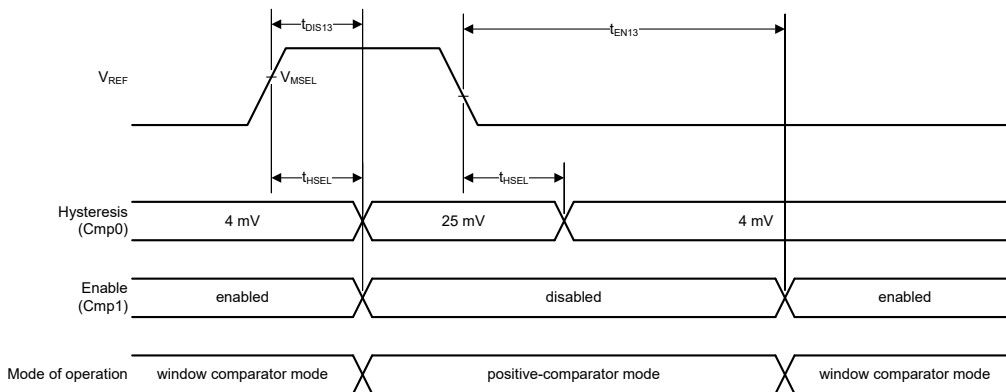 tDIS13
tEN13
VREF
VMSEL
tHSEL
tHSEL
Hysteresis
(Cmp0)
4 mV
25 mV
4 mV
Enable
(Cmp1)
enabled
disabled
enabled
Mode of operation
window comparator mode
positive-comparator mode
window comparator mode